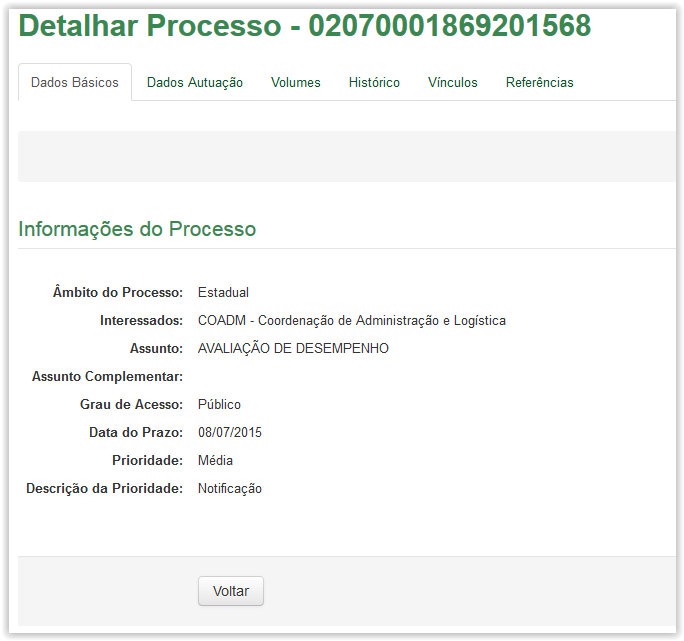 Detalhar Processo - 02070001869201568
Dados Básicos Dados Autuação Volumes Histórico Vínculos Referências
Informações do Processo
Âmbito do Processo: Estadual
Interessados: COADM - Coordenação de Administração e Logística
Assunto: AVALIAÇÃO DE DESEMPENHO
Assunto Complementar:
Grau de Acesso: Público
Data do Prazo: 08/07/2015
Prioridade: Média
Descrição da Prioridade: Notificação
Voltar